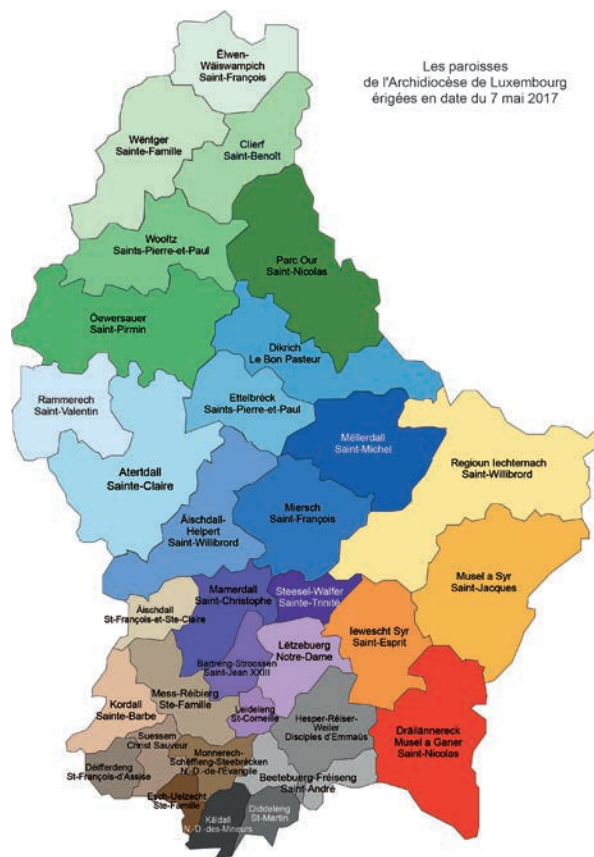 Les paroisses
de l'Archidiocèse de Luxembourg
érigées en date du 7 mai 2017
Ëlwen-
Wäiswampich
Saint-François
Wëntger
Sainte-Famille
Clierf
Saint-Benoît
Wooltz
Saints-Pierre-et-Paul
Parc Our
Saint-Nicolas
Öewersauer
Saint-Pirmin
Dikrich
Le Bon Pasteur
Rammerech
Saint-Valentin
Ettelbréck
Saints-Pierre-et-Paul
Atertdall
Sainte-Claire
Mëllerdall
Saint-Michel
Regioun Iechternach
Saint-Willibrord
Äischdall-
Helpert
Saint-Willibrord
Miersch
Saint-François
Musel a Syr
Saint-Jacques
Mamerdall
Saint-Christophe
Steesel-Walfer
Sainte-Trinité
Äischdall
St-François-et-Ste-Claire
Iewescht Syr
Saint-Esprit
Lëtzebuerg
Notre-Dame
Bartreng-Stroossen
Saint-Jean XXIII
Mess-Réibierg
Ste-Famille
Kordall
Sainte-Barbe
Leideleng
St-Corneille
Hesper-Réiser-
Weiler
Disciples d'Emmaüs
Dräilännereck
Musel a Ganer
Saint-Nicolas
Suessem
Christ Sauveur
Monnerech-
Schëffleng-Steebrécken
N.-D.-de-l'Évangile
Déifferdeng
St-François-d'Assise
Beetebuerg-Fréiseng
Saint-André
Esch-Uelzecht
Ste-Famille
Diddeleng
St-Martin
Käldall
N.-D.-des-Mineurs